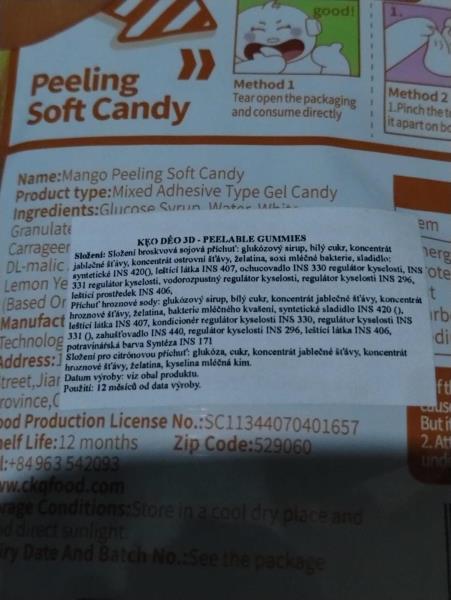 good!
Peeling
Soft Candy
Method 1
Tear open the packaging
and consume directly
1.
Method 2
1.Pinch the
it apart on
Name:Mango Peeling Soft Candy
Product type:Mixed Adhesive Type Gel Candy
Ingredients:Glucose Syrup, Water, White
Granulate
Carrageen
DL-malic
Lemon Ye
(Based Or
Manufact
Technolog
Address:
treet,Jian
rovince,C
KẸO DẺO 3D - PEELABLE GUMMIES
Složení: Složení broskvová sojová příchuť: glukózový sirup, bílý cukr, koncentrát
jablečné šťávy, koncentrát ostrovní šťávy, želatina, soxi mléčné bakterie, sladidlo:
syntetické INS 420(), leštící látka INS 407, ochucovadlo INS 330 regulátor kyselosti, INS
331 regulátor kyselosti, vodorozpustný regulátor kyselosti, regulátor kyselosti INS 296,
leštící prostředek INS 406,
Příchuť hroznové sody: glukózový sirup, bílý cukr, koncentrát jablečné šťávy, koncentrát
hroznové šťávy, želatina, bakterie mléčného kvašení, syntetické sladidlo INS 420 (),
leštící látka INS 407, kondicionér regulátor kyselosti INS 330, regulátor kyselosti INS
331 (), zahušťovadlo INS 440, regulátor kyselosti INS 296, leštící látka INS 406,
potravinářská barva Syntéza INS 171
Složení pro citrónovou příchuť: glukóza, cukr, koncentrát jablečné šťávy, koncentrát
hroznové šťávy, želatina, kyselina mléčná kim.
Datum výroby: viz obal produktu.
Použití: 12 měsíců od data výroby.
ood Production License No.:SC11344070401657
helf Life:12 months Zip Code:529060
l:+84963 542093
ww.ckqfood.com
rage Conditions:Store in a cool dry place and
d direct sunlight.
iry Date And Batch No.:See the package
em
But if
2. Att